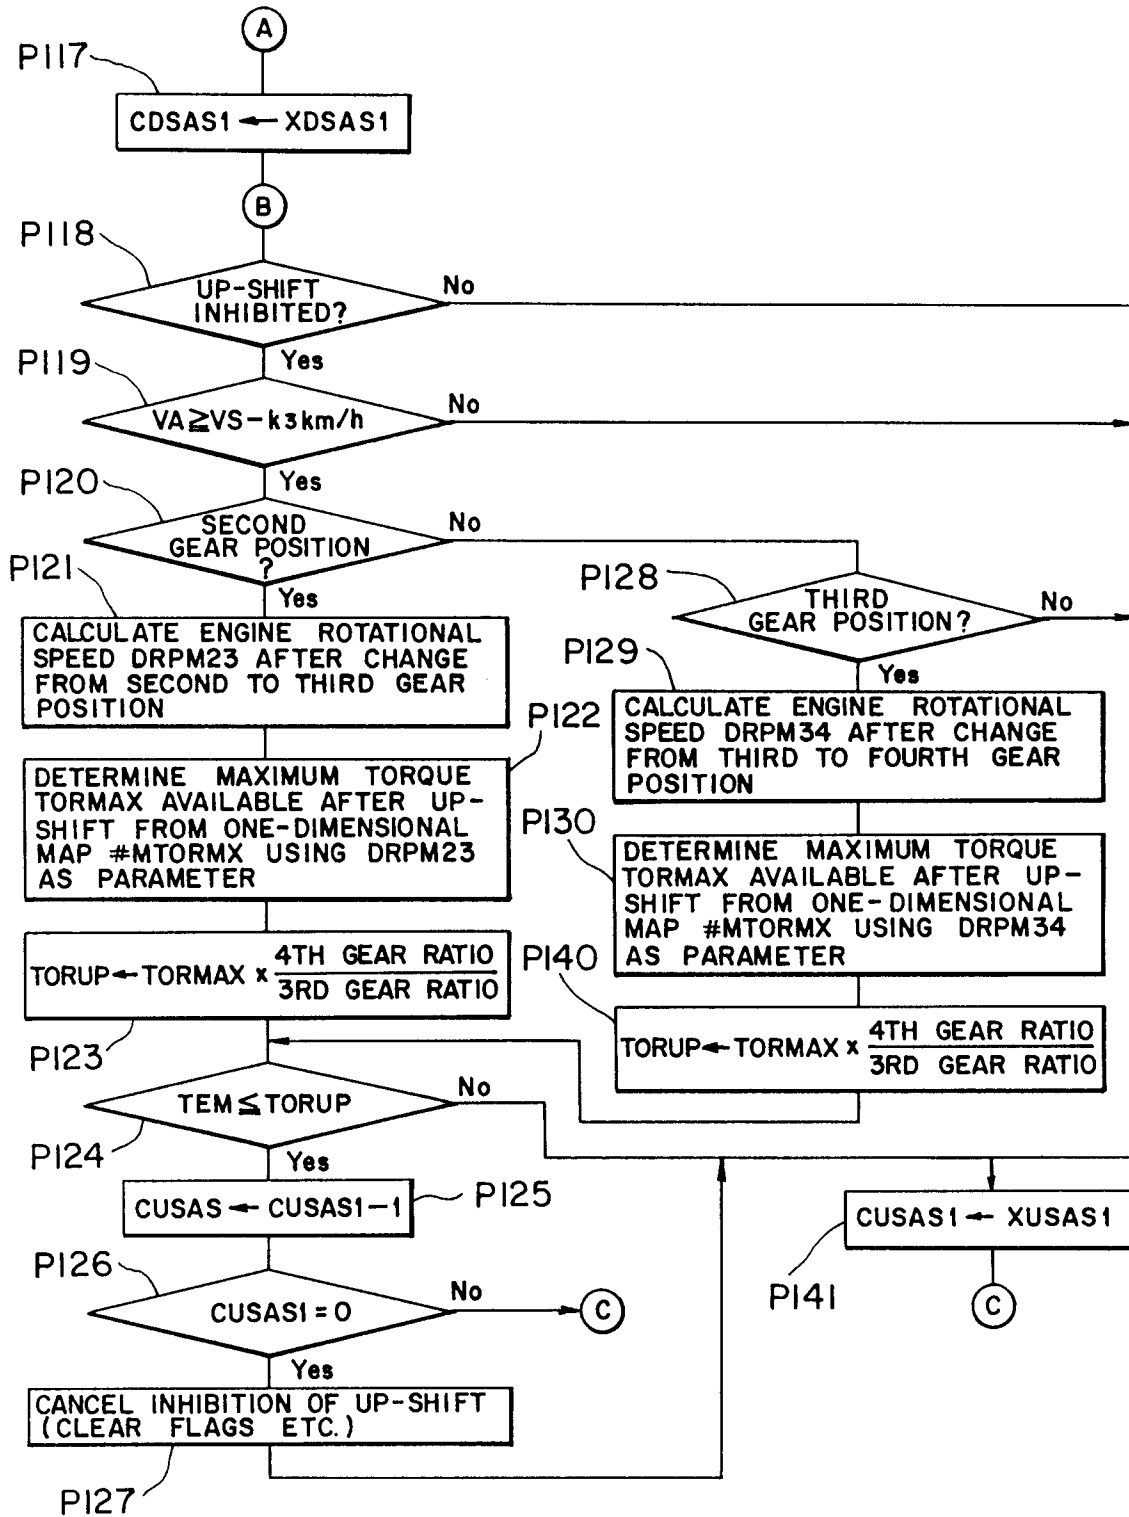 A
P117
CDSAS1 ← XDSAS1
B
P118
UP-SHIFT
INHIBITED?
No
Yes
P119
VA≧VS-k3km/h
No
Yes
P120
SECOND
GEAR POSITION
?
No
Yes
P121
CALCULATE ENGINE ROTATIONAL
SPEED DRPM23 AFTER CHANGE
FROM SECOND TO THIRD GEAR
POSITION
P122
DETERMINE MAXIMUM TORQUE
TORMAX AVAILABLE AFTER UP-
SHIFT FROM ONE-DIMENSIONAL
MAP #MTORMX USING DRPM23
AS PARAMETER
TORUP←TORMAX x 4TH GEAR RATIO
3RD GEAR RATIO
P123
P128
THIRD
GEAR POSITION?
No
Yes
P129
CALCULATE ENGINE ROTATIONAL
SPEED DRPM34 AFTER CHANGE
FROM THIRD TO FOURTH GEAR
POSITION
P130
DETERMINE MAXIMUM TORQUE
TORMAX AVAILABLE AFTER UP-
SHIFT FROM ONE-DIMENSIONAL
MAP #MTORMX USING DRPM34
AS PARAMETER
P140
TORUP←TORMAX x 4TH GEAR RATIO
3RD GEAR RATIO
TEM≦TORUP
No
P124
Yes
CUSAS ← CUSAS1-1
P125
P126
CUSAS1=0
No
C
Yes
CANCEL INHIBITION OF UP-SHIFT
(CLEAR FLAGS ETC.)
P127
CUSAS1 ← XUSAS1
P141
C